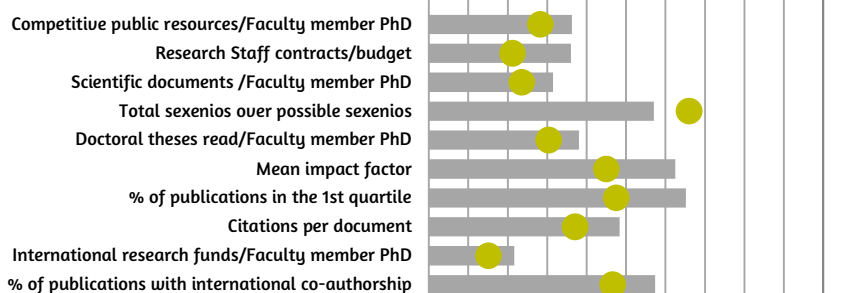 Competitive public resources/Faculty member PhD
Research Staff contracts/budget
Scientific documents /Faculty member PhD
Total sexenios over possible sexenios
Doctoral theses read/Faculty member PhD
Mean impact factor
% of publications in the 1st quartile
Citations per document
International research funds/Faculty member PhD
% of publications with international co-authorship